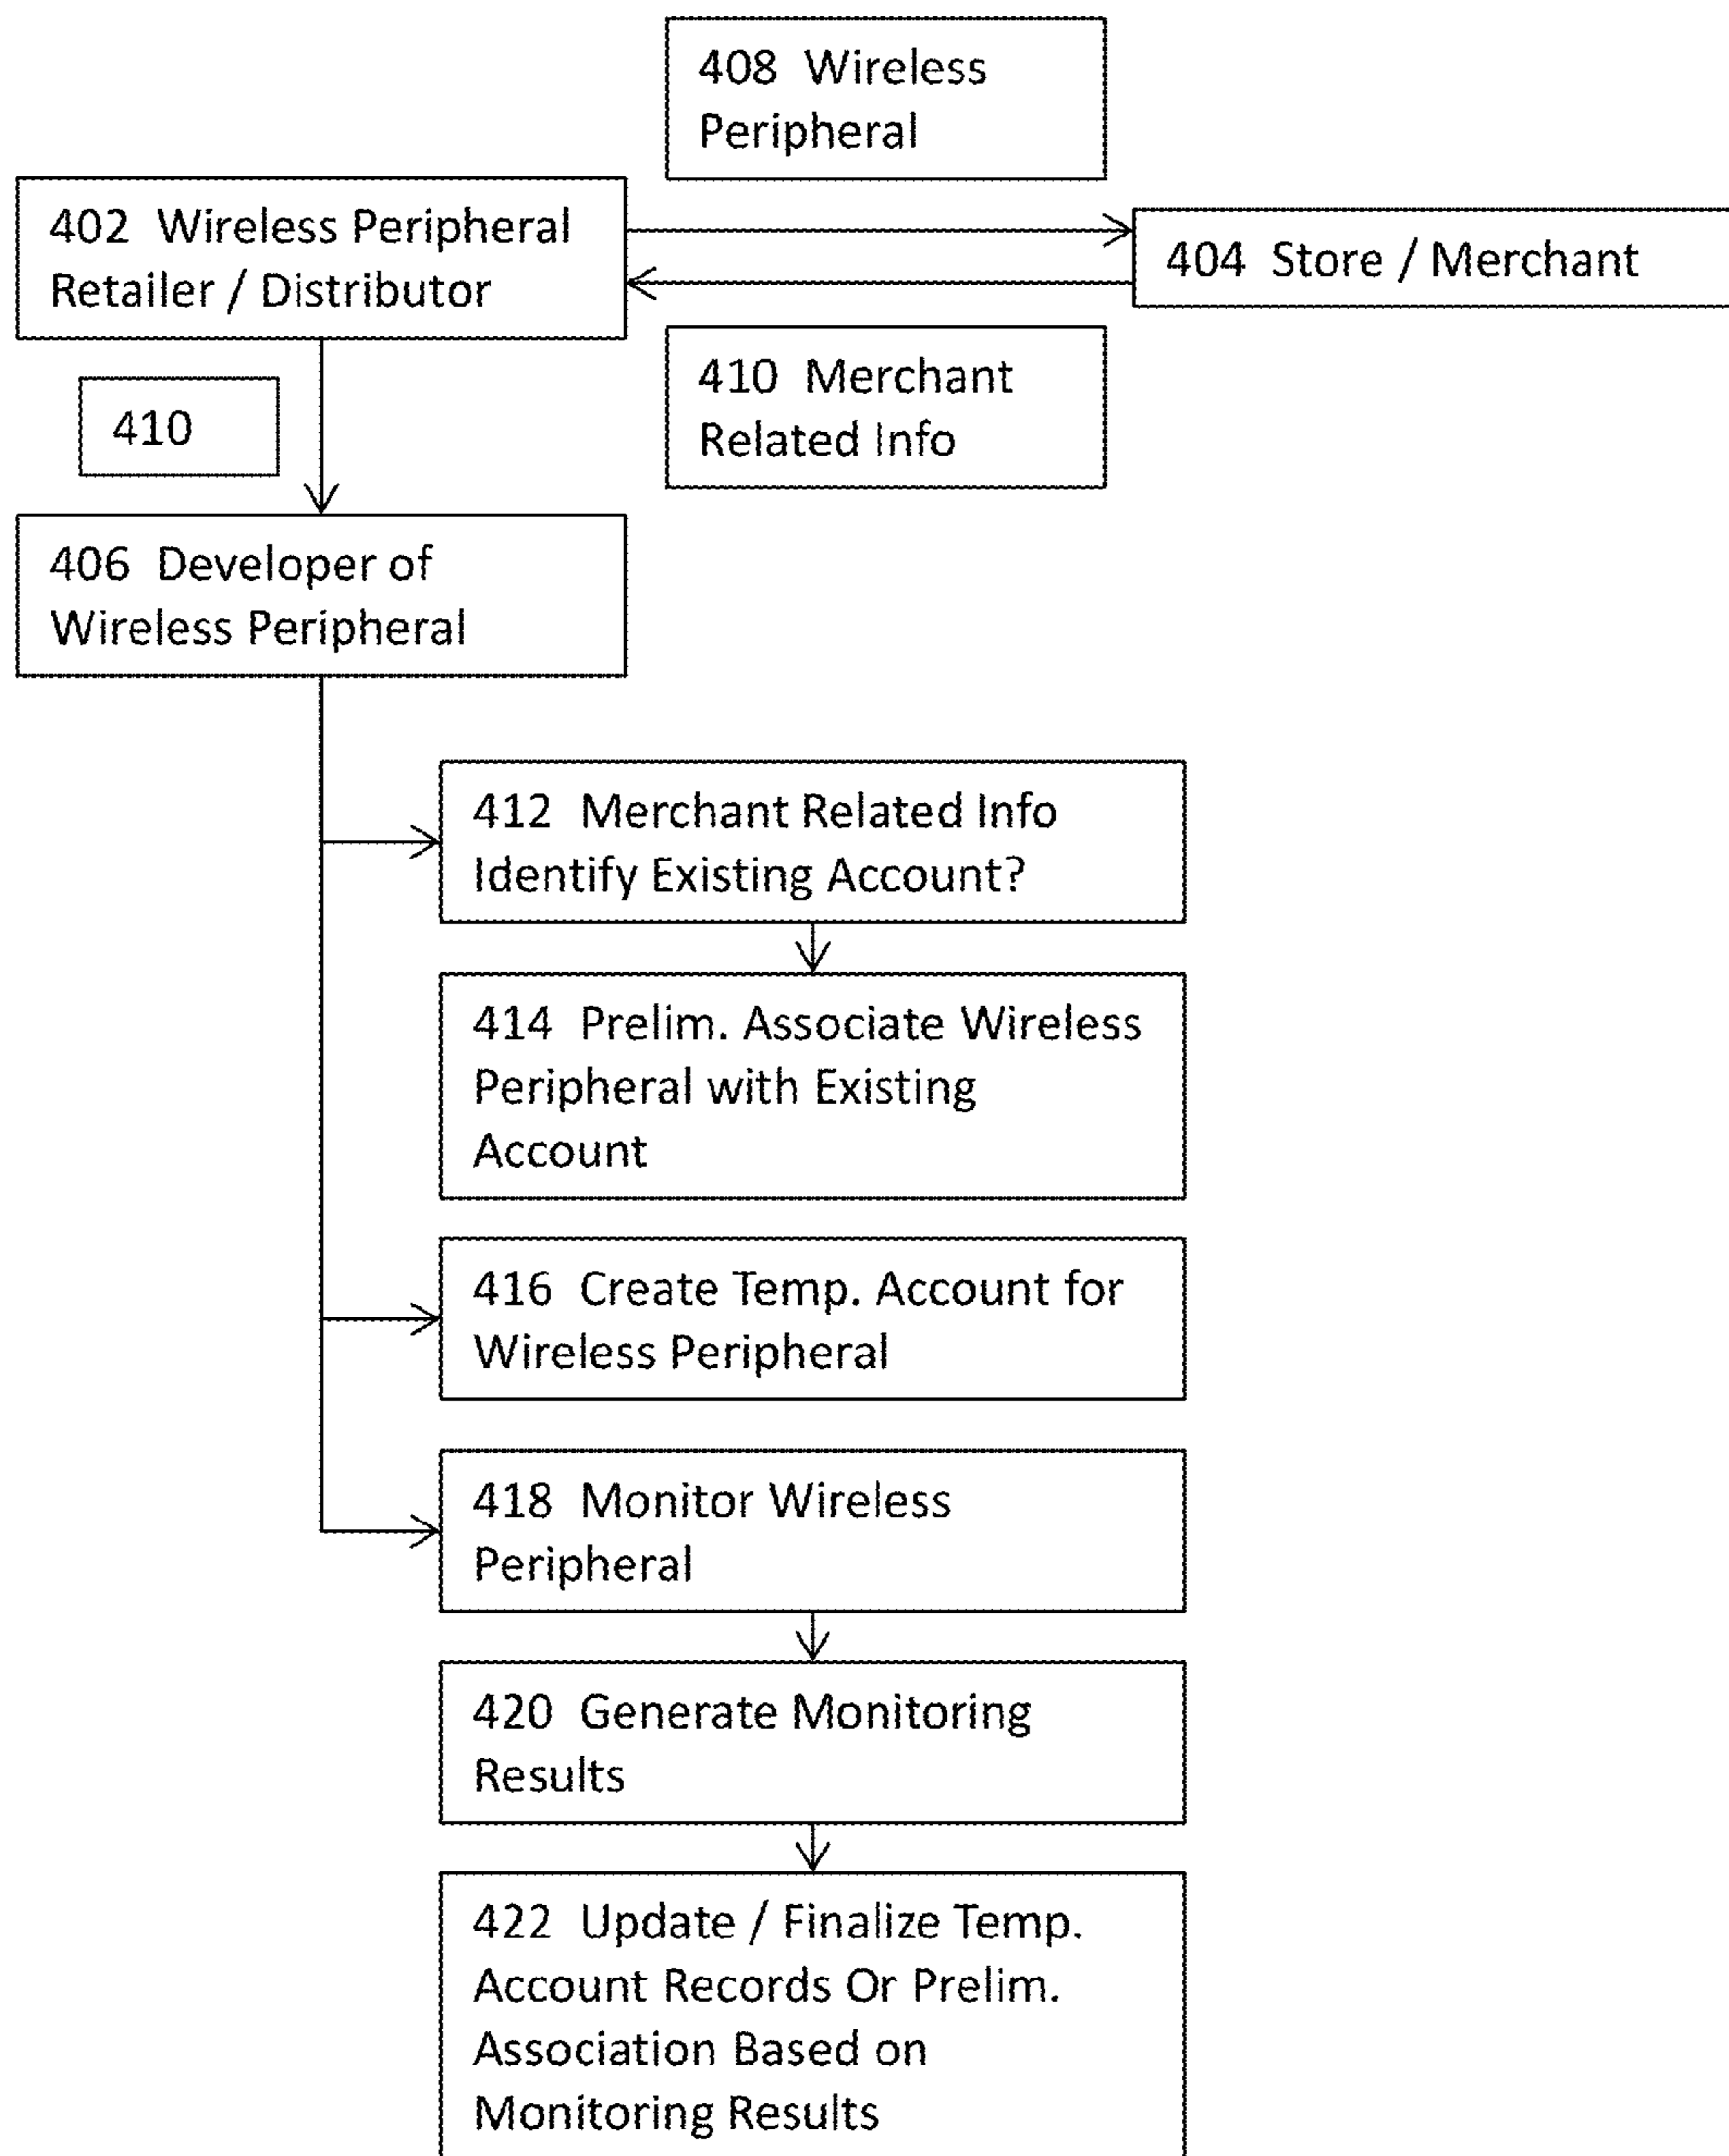 408 Wireless
Peripheral
402 Wireless Peripheral
Retailer / Distributor
404 Store / Merchant
410 Merchant
Related Info
410
406 Developer of
Wireless Peripheral
412 Merchant Related Info
Identify Existing Account?
414 Prelim. Associate Wireless
Peripheral with Existing
Account
416 Create Temp. Account for
Wireless Peripheral
418 Monitor Wireless
Peripheral
420 Generate Monitoring
Results
422 Update / Finalize Temp.
Account Records Or Prelim.
Association Based on
Monitoring Results